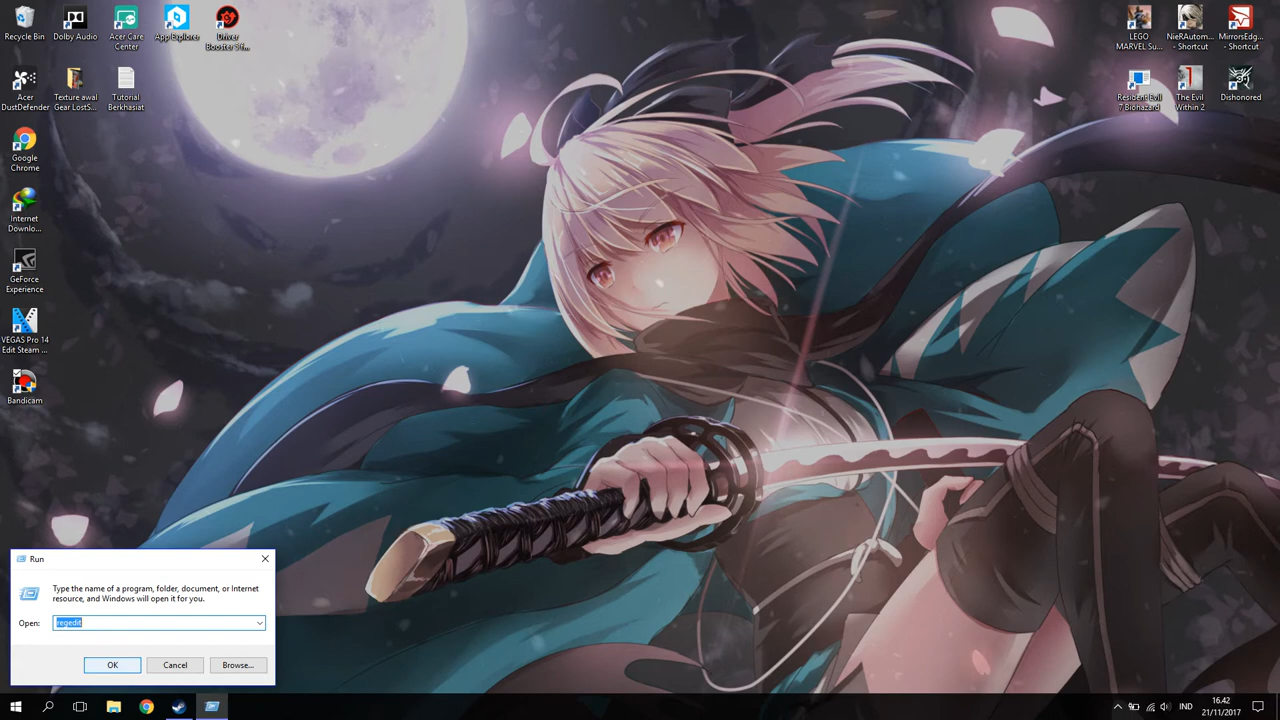 Recycle Bin
Dolby Audio
Acer Care
Center
App Explorer
Driver
Booster 3 f...
Acer
DustDefender
Texture awal
Gear LostS...
Tutorial
Berkhasiat
Google
Chrome
Internet
Downlo...
GeForce
Experience
VEGAS Pro 14
Edit Steam ...
Bandicam
LEGO
MARVEL Su...
NieRAutom...
- Shortcut
MirrorsEdg...
- Shortcut
Resident Evil
7 Biohazard
The Evil
Within 2
Dishonored
Run
Type the name of a program, folder, document, or Internet
resource, and Windows will open it for you.
Open: regedit
OK Cancel Browse...
IND
16.42
21/11/2017